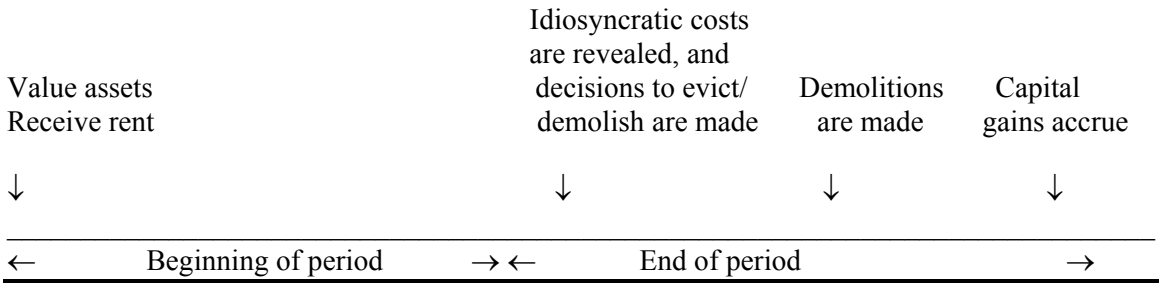 Idiosyncratic costs
are revealed, and
Value assets decisions to evict/ Demolitions Capital
Receive rent demolish are made are made gains accrue
↓ ↓ ↓ ↓
← Beginning of period → ← End of period →